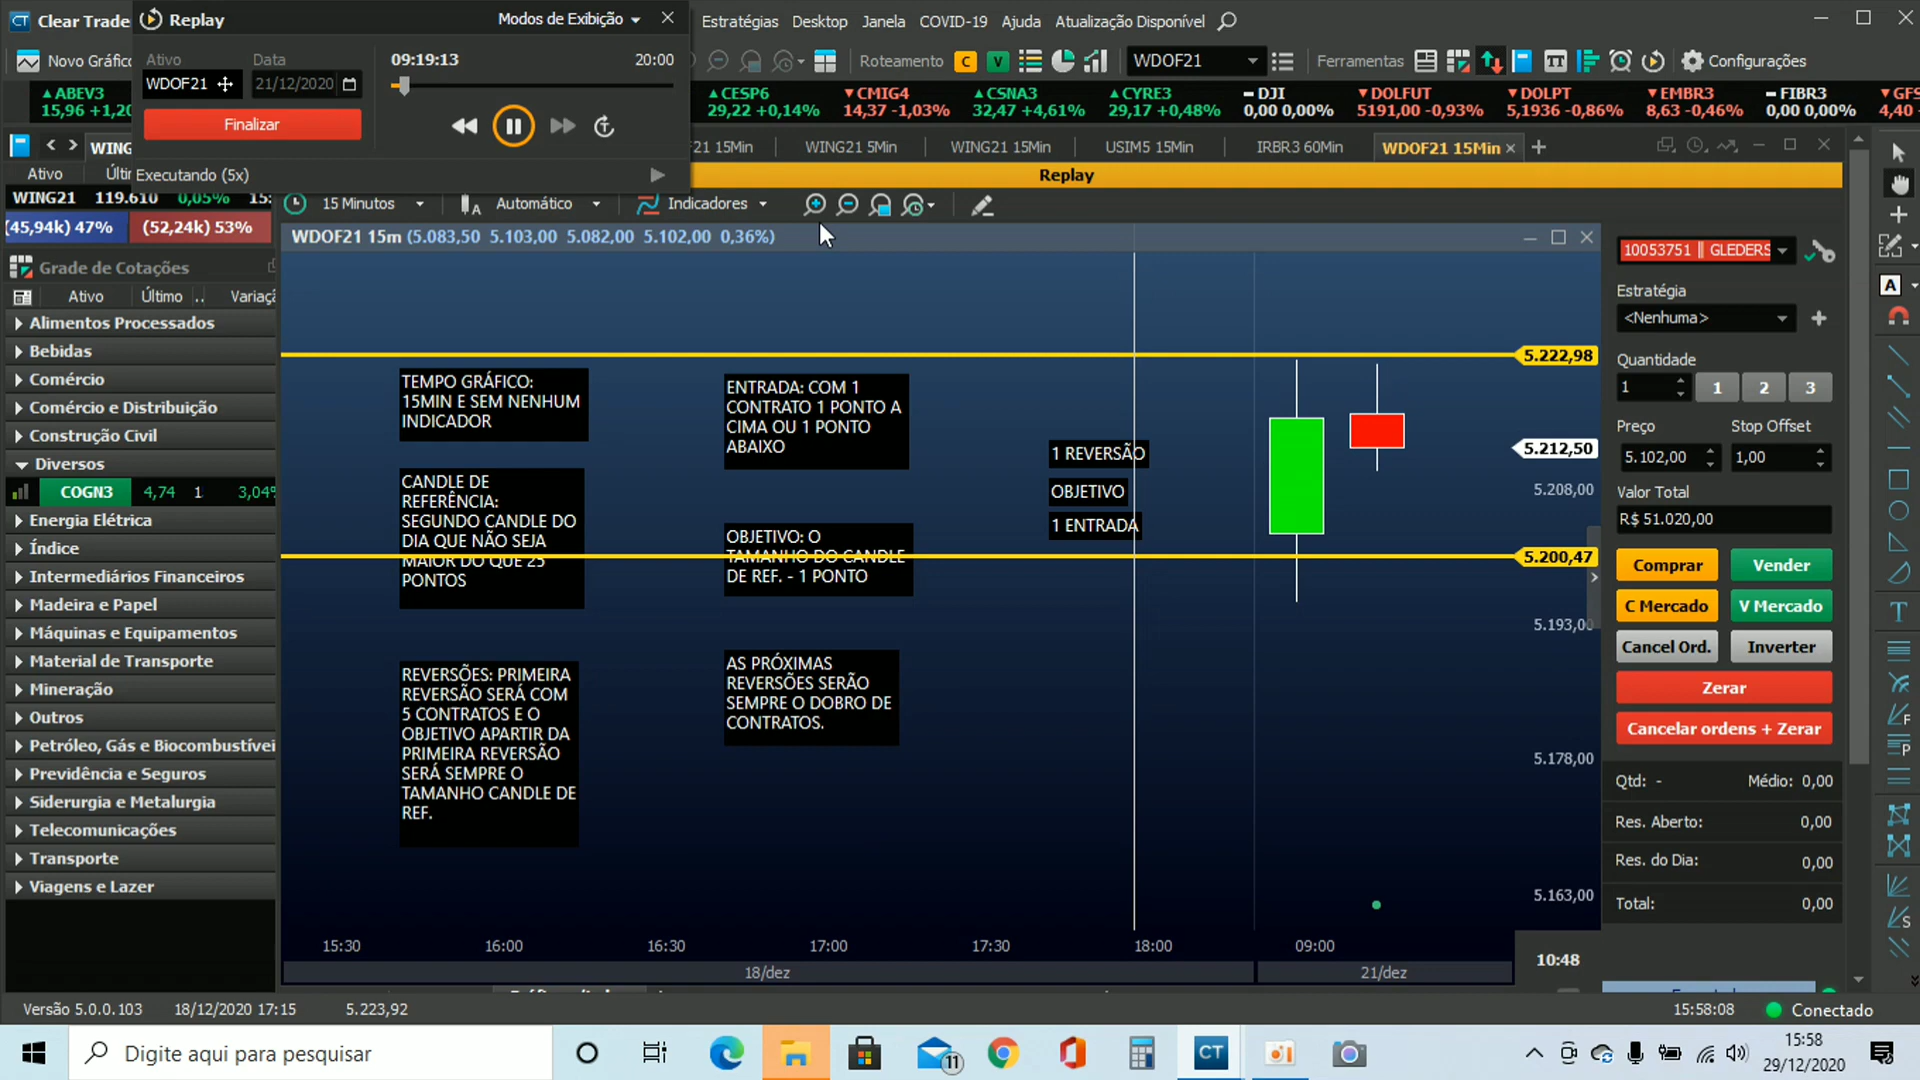 Clear Trade
Replay
Modos de Exibição
Estratégias
Desktop
Janela
COVID-19
Ajuda
Atualização Disponível
Novo Gráfico
Ativo
Data
09:19:13
20:00
WDOF21
21/12/2020
Finalizar
Executando (5x)
Roteamento
C
V
WDOF21
Ferramentas
Configurações
ABEV3
15,96 +1,20
CESP6
29,22 +0,14%
CMIG4
14,37 -1,03%
CSNA3
32,47 +4,61%
CYRE3
29,17 +0,48%
DJI
0,00 0,00%
DOLFUT
5191,00 -0,93%
DOLPT
5,1936 -0,86%
EMBR3
8,63 -0,46%
FIBR3
0,00 0,00%
GFS
4,40
WING
21 15Min
WING21 5Min
WING21 15Min
USIM5 15Min
IRBR3 60Min
WDOF21 15Min
Replay
Ativo
WING21 119.610 0,05% 15:
(45,94k) 47%
(52,24k) 53%
15 Minutos
Automático
Indicadores
WDOF21 15m (5.083,50 5.103,00 5.082,00 5.102,00 0,36%)
Grade de Cotações
Ativo
Último
..
Alimentos Processados
Bebidas
Comércio
Comércio e Distribuição
Construção Civil
Diversos
COGN3 4,74 1 3,04%
Energia Elétrica
Índice
Intermediários Financeiros
Madeira e Papel
Máquinas e Equipamentos
Material de Transporte
Mineração
Outros
Petróleo, Gás e Biocombustívei
Previdência e Seguros
Siderurgia e Metalurgia
Telecomunicações
Transporte
Viagens e Lazer
TEMPO GRÁFICO:
15MIN E SEM NENHUM
INDICADOR
CANDLE DE
REFERÊNCIA:
SEGUNDO CANDLE DO
DIA QUE NÃO SEJA
MAIOR DO QUE 25
PONTOS
REVERSÕES: PRIMEIRA
REVERSÃO SERÁ COM
5 CONTRATOS E O
OBJETIVO APARTIR DA
PRIMEIRA REVERSÃO
SERÁ SEMPRE O
TAMANHO CANDLE DE
REF.
ENTRADA: COM 1
CONTRATO 1 PONTO A
CIMA OU 1 PONTO
ABAIXO
OBJETIVO: O
TAMANHO DO CANDLE
DE REF. - 1 PONTO
AS PRÓXIMAS
REVERSÕES SERÃO
SEMPRE O DOBRO DE
CONTRATOS.
1 REVERSÃO
OBJETIVO
1 ENTRADA
5.222,98
5.212,50
5.208,00
5.200,47
5.193,00
5.178,00
5.163,00
15:30
16:00
16:30
17:00
17:30
18:00
09:00
18/dez
21/dez
10:48
10053751 || GLEDERS
Estratégia
<Nenhuma>
Quantidade
1
1
2
3
Preço
Stop Offset
5.102,00
1,00
Valor Total
R$ 51.020,00
Comprar
Vender
C Mercado
V Mercado
Cancel Ord.
Inverter
Zerar
Cancelar ordens + Zerar
Qtd: -
Médio: 0,00
Res. Aberto: 0,00
Res. do Dia: 0,00
Total: 0,00
Versão 5.0.0.103
18/12/2020 17:15
5.223,92
15:58:08
Conectado
Digite aqui para pesquisar
11
CT
15:58
29/12/2020